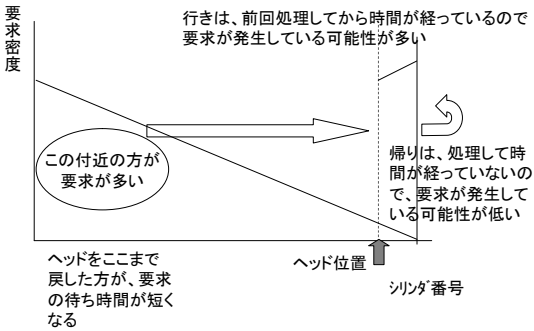 要求密度
行きは、前回処理してから時間が経っているので
要求が発生している可能性が多い
この付近の方が
要求が多い
帰りは、処理して時
間が経っていないの
で、要求が発生して
いる可能性が低い
ヘッドをここまで
戻した方が、要求
の待ち時間が短く
なる
ヘッド位置
シリンダ番号